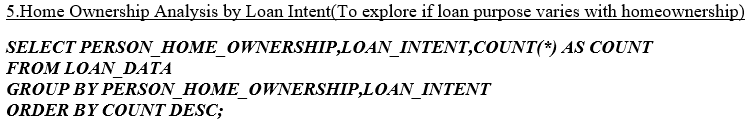 5.Home Ownership Analysis by Loan Intent(To explore if loan purpose varies with homeownership)
SELECT PERSON_HOME_OWNERSHIP,LOAN_INTENT,COUNT(*) AS COUNT
FROM LOAN_DATA
GROUP BY PERSON_HOME_OWNERSHIP,LOAN_INTENT
ORDER BY COUNT DESC;